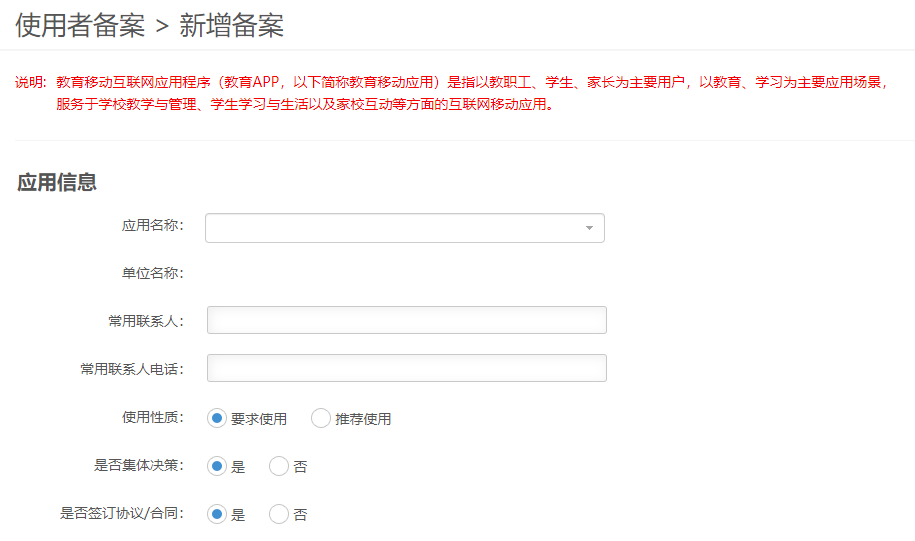 使用者备案 > 新增备案
说明：教育移动互联网应用程序（教育APP，以下简称教育移动应用）是指以教职工、学生、家长为主要用户，以教育、学习为主要应用场景，
服务于学校教学与管理、学生学习与生活以及家校互动等方面的互联网移动应用。
应用信息
应用名称：
单位名称：
常用联系人：
常用联系人电话：
使用性质： 要求使用 推荐使用
是否集体决策： 是 否
是否签订协议/合同： 是 否